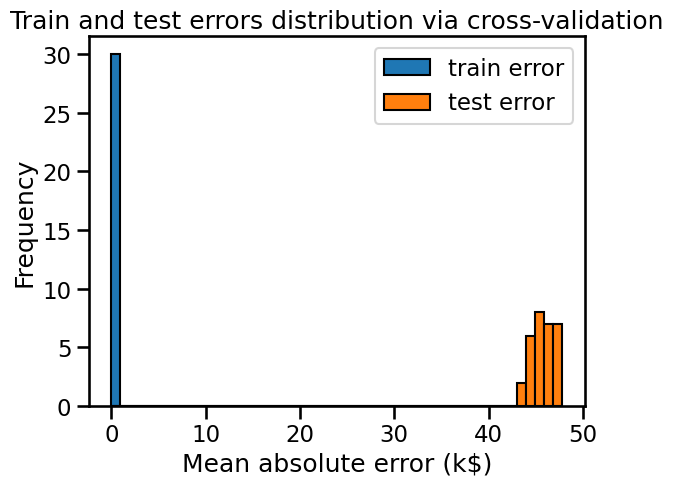 Train and test errors distribution via cross-validation
train error
test error
30
25
20
15
10
5
0
Frequency
0 10 20 30 40 50
Mean absolute error (k$)